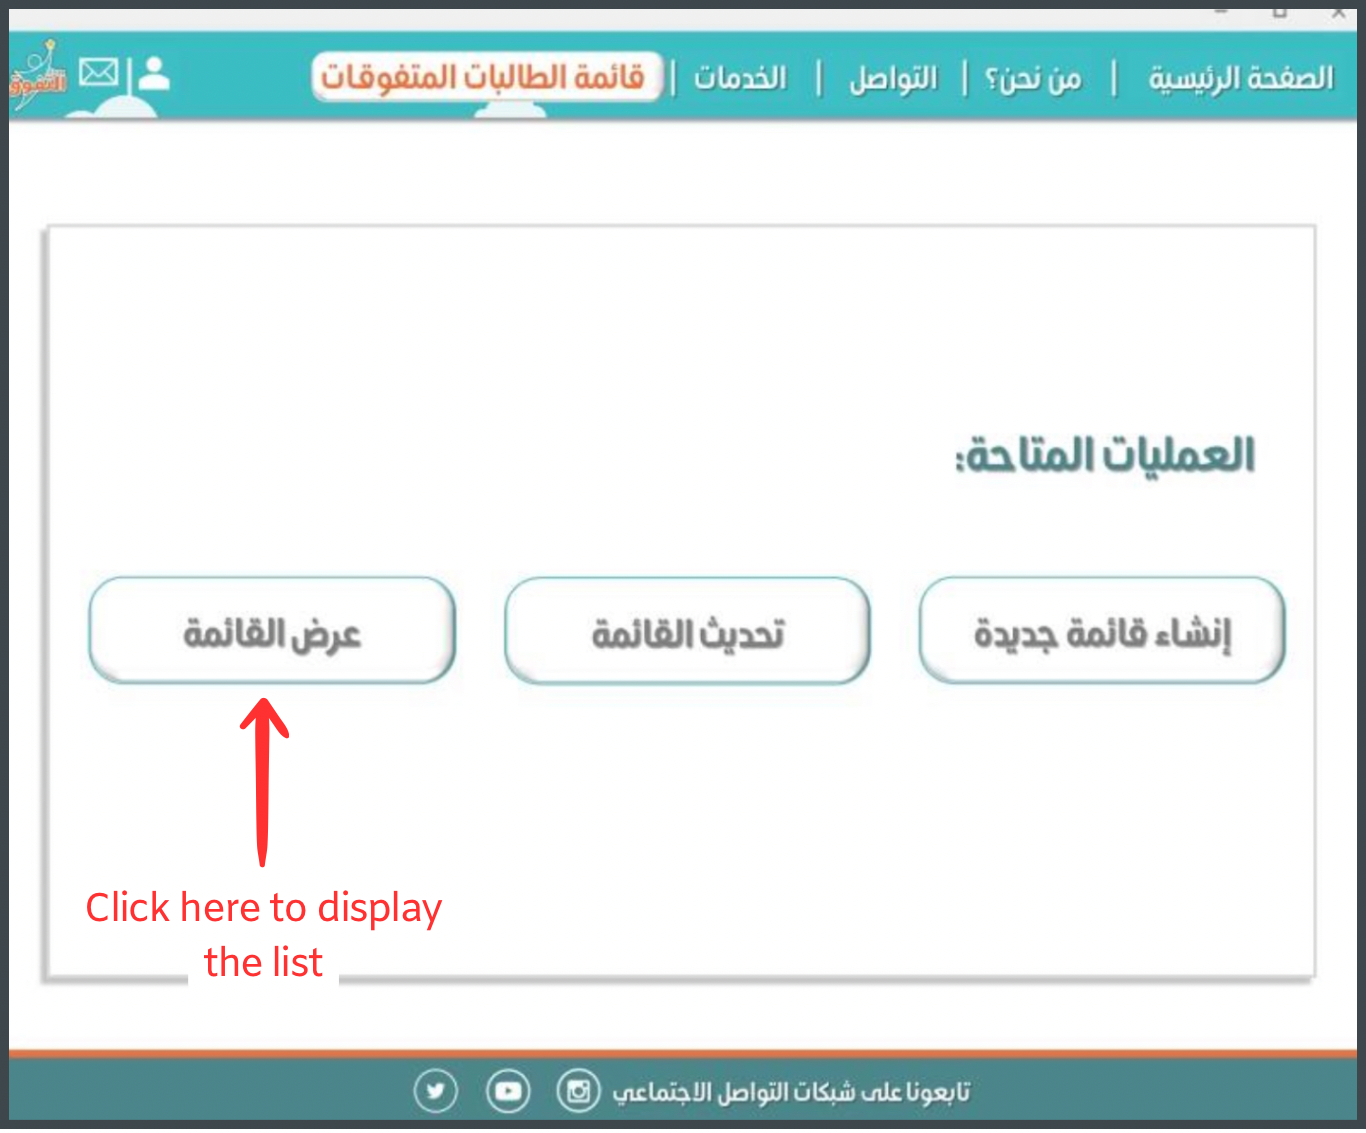 الصفحة الرئيسية | من نحن؟ | التواصل | الخدمات | قائمة الطالبات المتفوقات
التفوق
العمليات المتاحة:
إنشاء قائمة جديدة
تحديث القائمة
عرض القائمة
Click here to display
the list
تابعونا على شبكات التواصل الاجتماعي